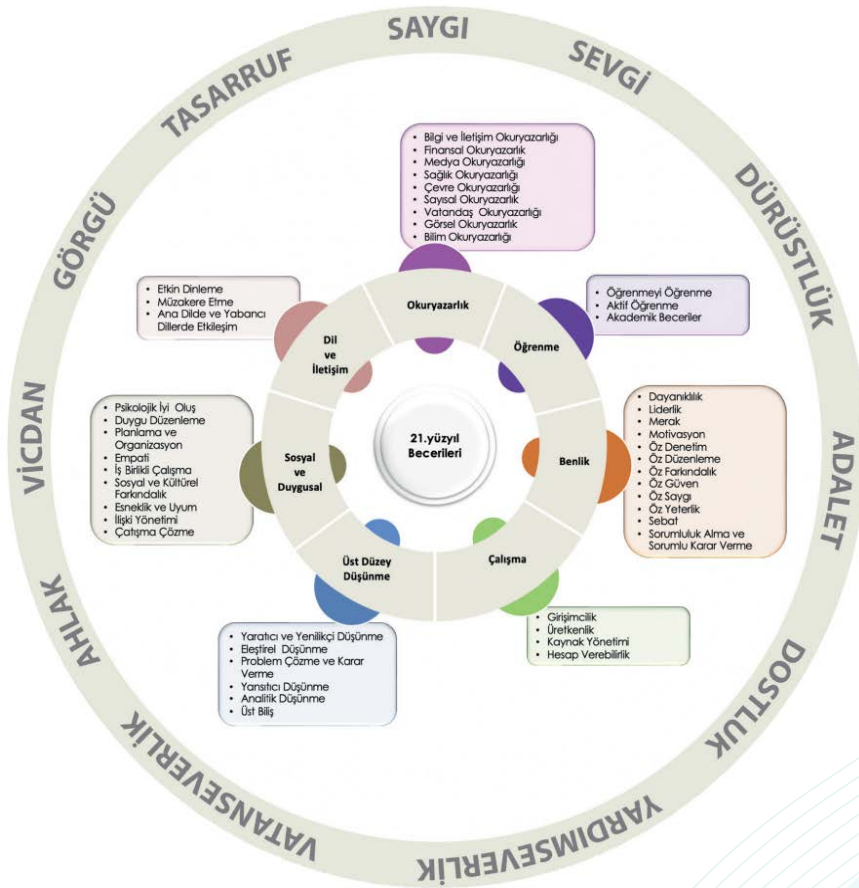 SAYGI
SEVGİ
DÜRÜSTLÜK
ADALET
DOSTLUK
YARDIMSEVERLİK
VATANSEVERLİK
AHLAK
VİCDAN
GÖRGÜ
TASARRUF
• Bilgi ve İletişim Okuryazarlığı
• Finansal Okuryazarlık
• Medya Okuryazarlığı
• Sağlık Okuryazarlığı
• Çevre Okuryazarlığı
• Sayısal Okuryazarlık
• Vatandaş Okuryazarlığı
• Görsel Okuryazarlık
• Bilim Okuryazarlığı
• Etkin Dinleme
• Müzakere Etme
• Ana Dilde ve Yabancı
Dillerde Etkileşim
• Öğrenmeyi Öğrenme
• Aktif Öğrenme
• Akademik Beceriler
Okuryazarlık
Dil
ve
İletişim
Öğrenme
• Psikolojik İyi Oluş
• Duygu Düzenleme
• Planlama ve
Organizasyon
• Empati
• İş Birlikli Çalışma
• Sosyal ve Kültürel
Farkındalık
• Esneklik ve Uyum
• İlişki Yönetimi
• Çatışma Çözme
Sosyal
ve
Duygusal
21.yüzyıl
Becerileri
Benlik
• Dayanıklılık
• Liderlik
• Merak
• Motivasyon
• Öz Denetim
• Öz Düzenleme
• Öz Farkındalık
• Öz Güven
• Öz Saygı
• Öz Yeterlik
• Sebat
• Sorumluluk Alma ve
Sorumlu Karar Verme
Üst Düzey
Düşünme
Çalışma
• Yaratıcı ve Yenilikçi Düşünme
• Eleştirel Düşünme
• Problem Çözme ve Karar
Verme
• Yansıtıcı Düşünme
• Analitik Düşünme
• Üst Biliş
• Girişimcilik
• Üretkenlik
• Kaynak Yönetimi
• Hesap Verebilirlik